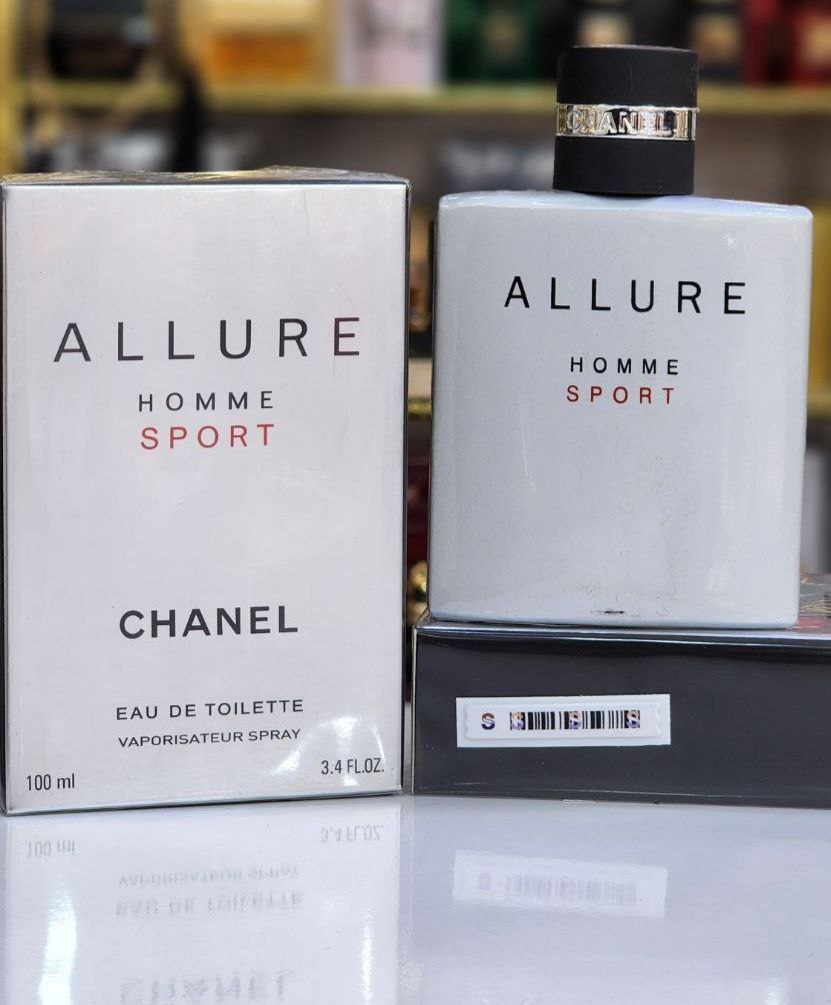 ALLURE
HOMME
SPORT
CHANEL
EAU DE TOILETTE
VAPORISATEUR SPRAY
100 ml
3.4 FL.OZ.
CHANEL
ALLURE
HOMME
SPORT
S